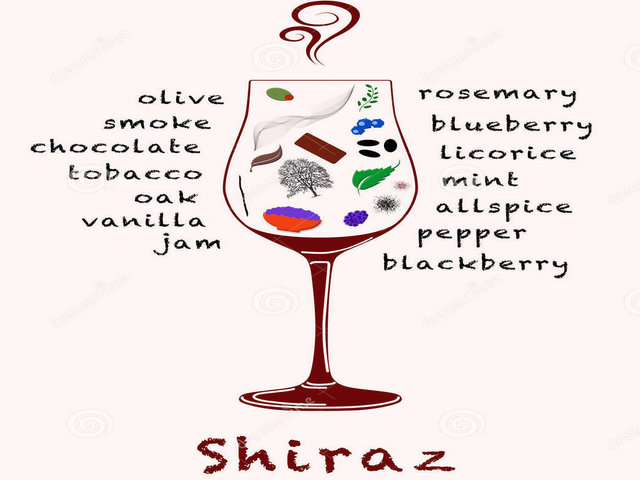 olive
smoke
chocolate
tobacco
oak
vanilla
jam
rosemary
blueberry
licorice
mint
allspice
pepper
blackberry
Shiraz